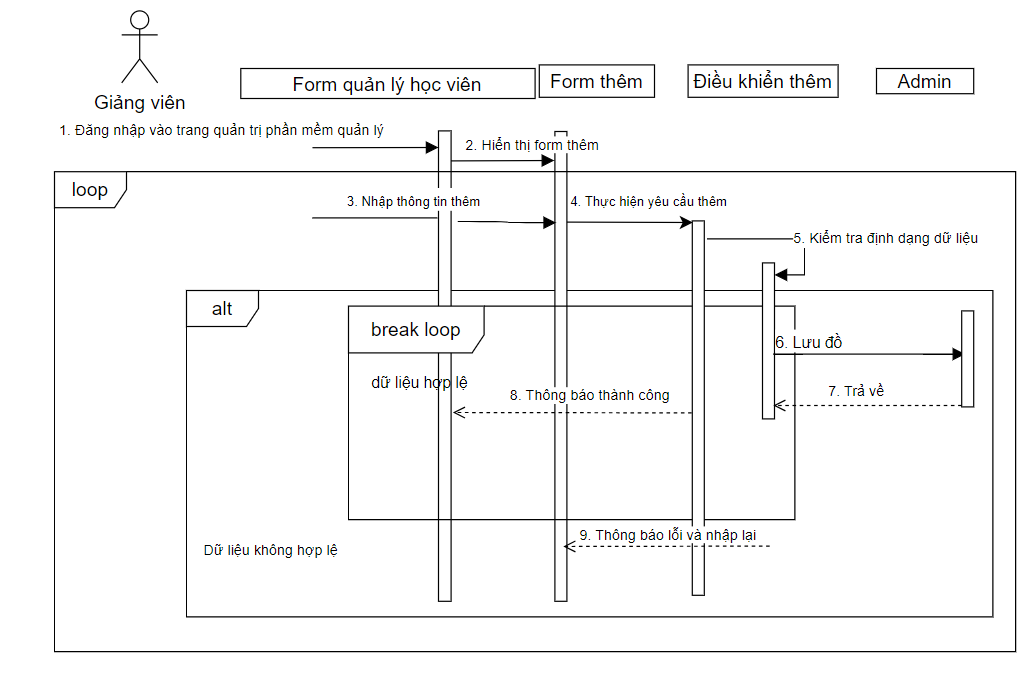 Giảng viên
Form quản lý học viên
Form thêm
Điều khiển thêm
Admin
1. Đăng nhập vào trang quản trị phần mềm quản lý
2. Hiển thị form thêm
loop
3. Nhập thông tin thêm
4. Thực hiện yêu cầu thêm
5. Kiểm tra định dạng dữ liệu
alt
break loop
6. Lưu đồ
dữ liệu hợp lệ
7. Trả về
8. Thông báo thành công
9. Thông báo lỗi và nhập lại
Dữ liệu không hợp lệ